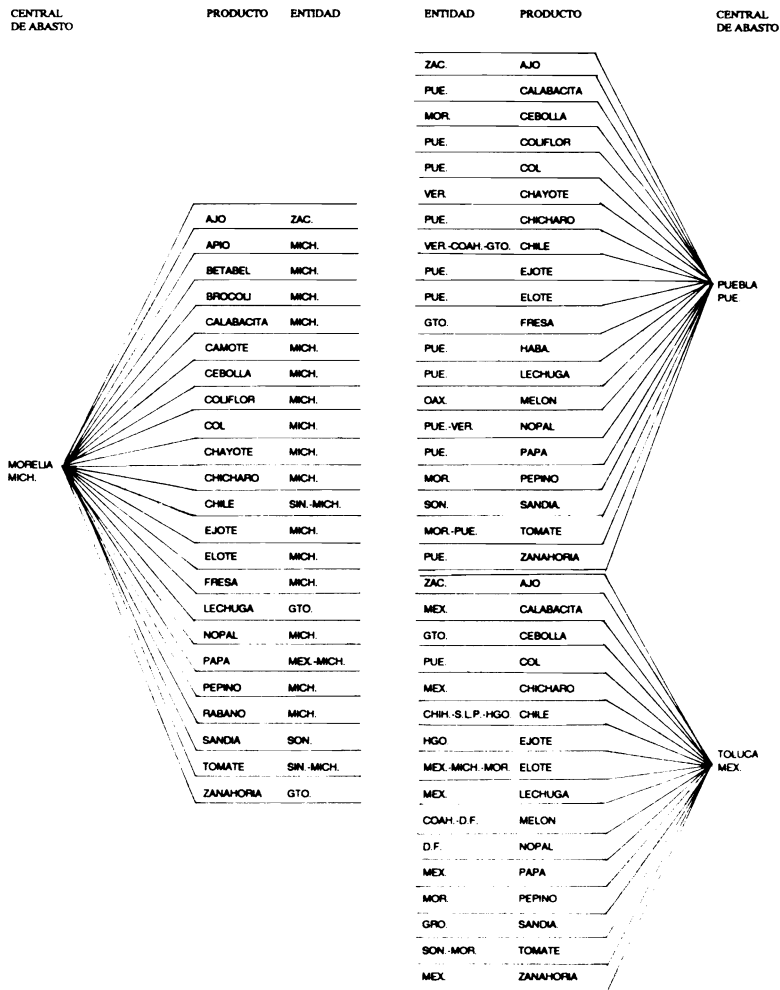 CENTRAL
DE ABASTO
PRODUCTO ENTIDAD
AJO ZAC.
APIO MICH.
BETABEL MICH.
BROCOLI MICH.
CALABACITA MICH.
CAMOTE MICH.
CEBOLLA MICH.
COLIFLOR MICH.
COL MICH.
CHAYOTE MICH.
CHICHARO MICH.
CHILE SIN.-MICH.
EJOTE MICH.
ELOTE MICH.
FRESA MICH.
LECHUGA GTO.
NOPAL MICH.
PAPA MEX.-MICH.
PEPINO MICH.
RABANO MICH.
SANDIA SON.
TOMATE SIN.-MICH.
ZANAHORIA GTO.
MORELIA
MICH.
ENTIDAD PRODUCTO
CENTRAL
DE ABASTO
ZAC. AJO
PUE. CALABACITA
MOR. CEBOLLA
PUE. COLIFLOR
PUE. COL
VER. CHAYOTE
PUE. CHICHARO
VER.-COAH.-GTO. CHILE
PUE. EJOTE
PUE. ELOTE
GTO. FRESA
PUE. HABA.
PUE. LECHUGA
OAX. MELON
PUE.-VER. NOPAL
PUE. PAPA
MOR. PEPINO
SON. SANDIA.
MOR.-PUE. TOMATE
PUE. ZANAHORIA
PUEBLA
PUE.
ZAC. AJO
MEX. CALABACITA
GTO. CEBOLLA
PUE. COL
MEX. CHICHARO
CHIH.-S.L.P.-HGO. CHILE
HGO. EJOTE
MEX.-MICH.-MOR. ELOTE
MEX. LECHUGA
COAH.-D.F. MELON
D.F. NOPAL
MEX. PAPA
MOR. PEPINO
GRO. SANDIA.
SON.-MOR. TOMATE
MEX. ZANAHORIA
TOLUCA
MEX.